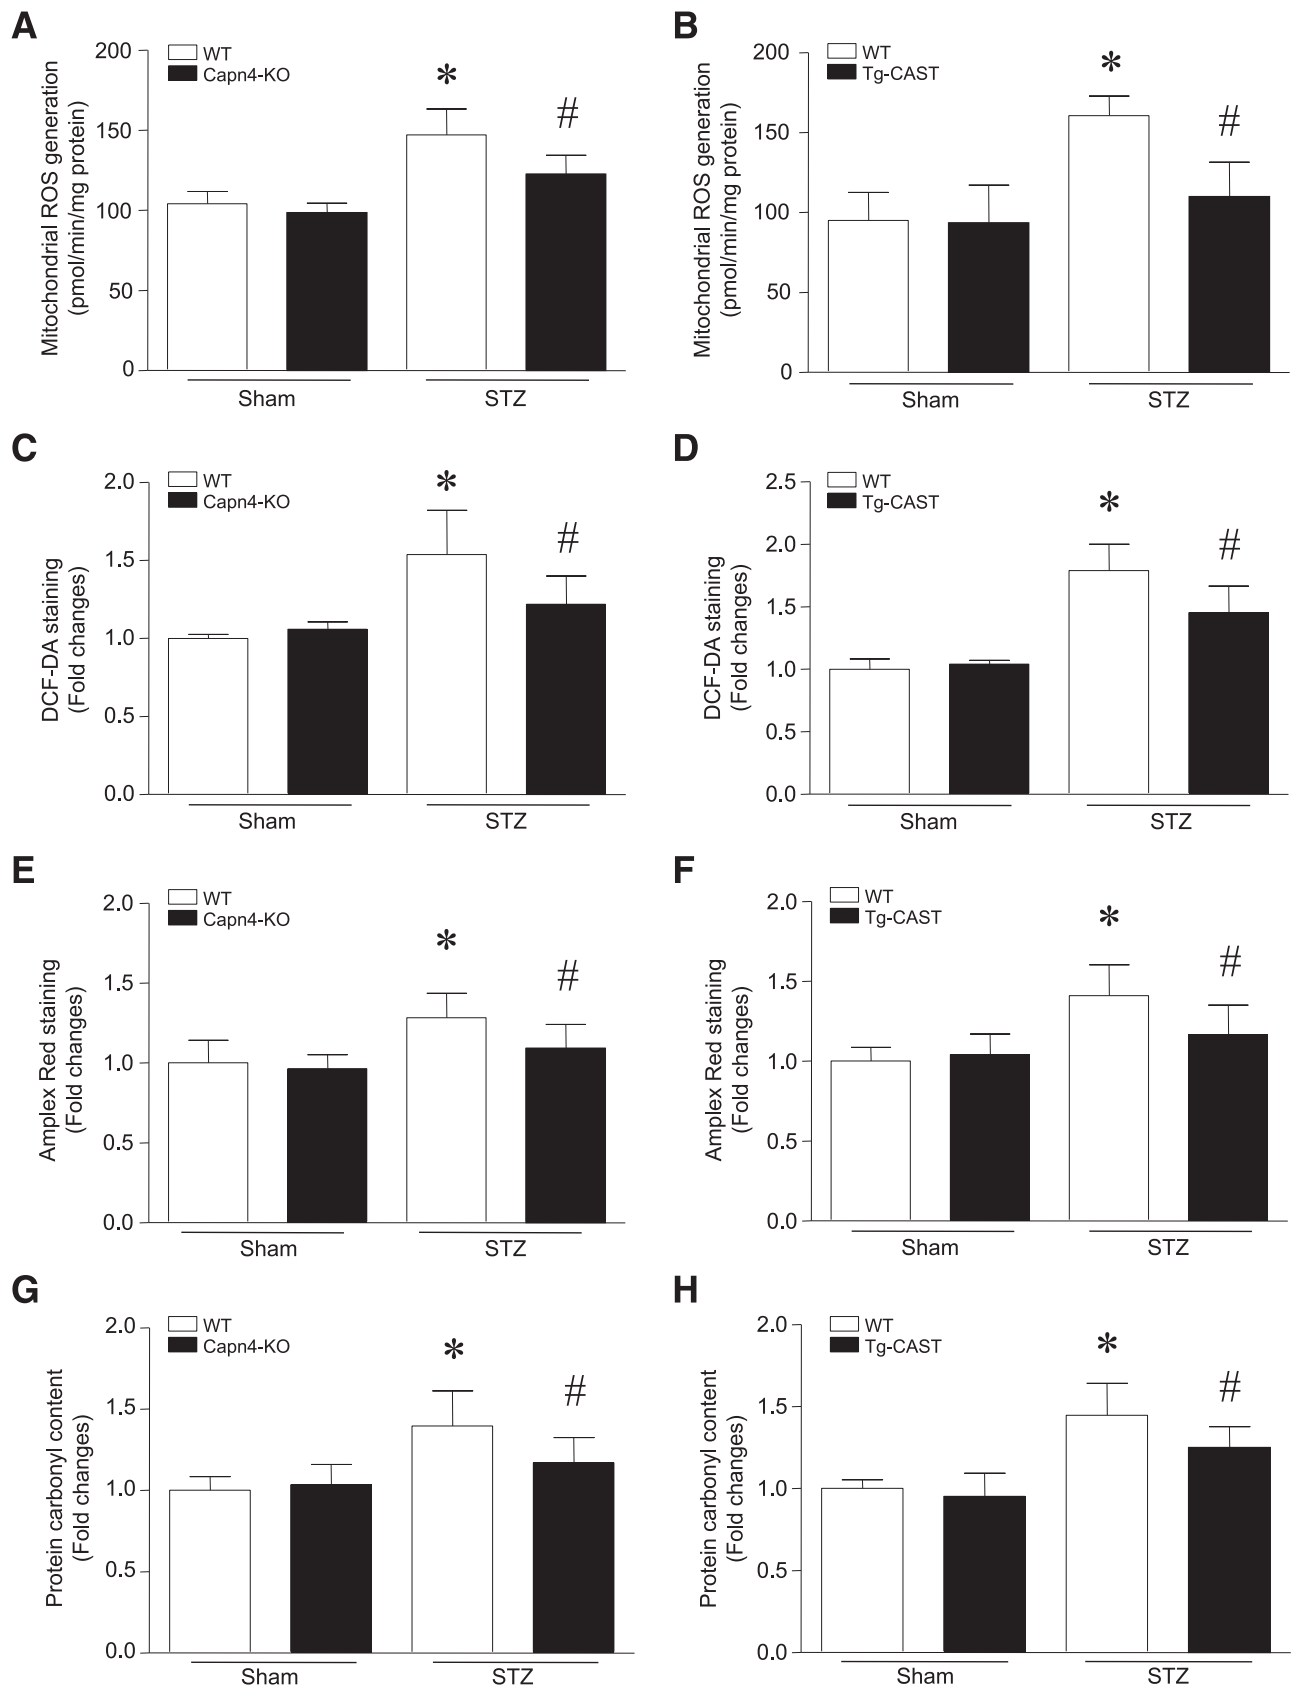 A
WT
Capn4-KO
Mitochondrial ROS generation
(pmol/min/mg protein)
200
150
100
50
0
*
#
Sham
STZ
B
WT
Tg-CAST
Mitochondrial ROS generation
(pmol/min/mg protein)
200
150
100
50
0
*
#
Sham
STZ
C
WT
Capn4-KO
DCF-DA staining
(Fold changes)
2.0
1.5
1.0
0.5
0.0
*
#
Sham
STZ
D
WT
Tg-CAST
DCF-DA staining
(Fold changes)
2.5
2.0
1.5
1.0
0.5
0.0
*
#
Sham
STZ
E
WT
Capn4-KO
Amplex Red staining
(Fold changes)
2.0
1.5
1.0
0.5
0.0
*
#
Sham
STZ
F
WT
Tg-CAST
Amplex Red staining
(Fold changes)
2.0
1.5
1.0
0.5
0.0
*
#
Sham
STZ
G
WT
Capn4-KO
Protein carbonyl content
(Fold changes)
2.0
1.5
1.0
0.5
0.0
*
#
Sham
STZ
H
WT
Tg-CAST
Protein carbonyl content
(Fold changes)
2.0
1.5
1.0
0.5
0.0
*
#
Sham
STZ